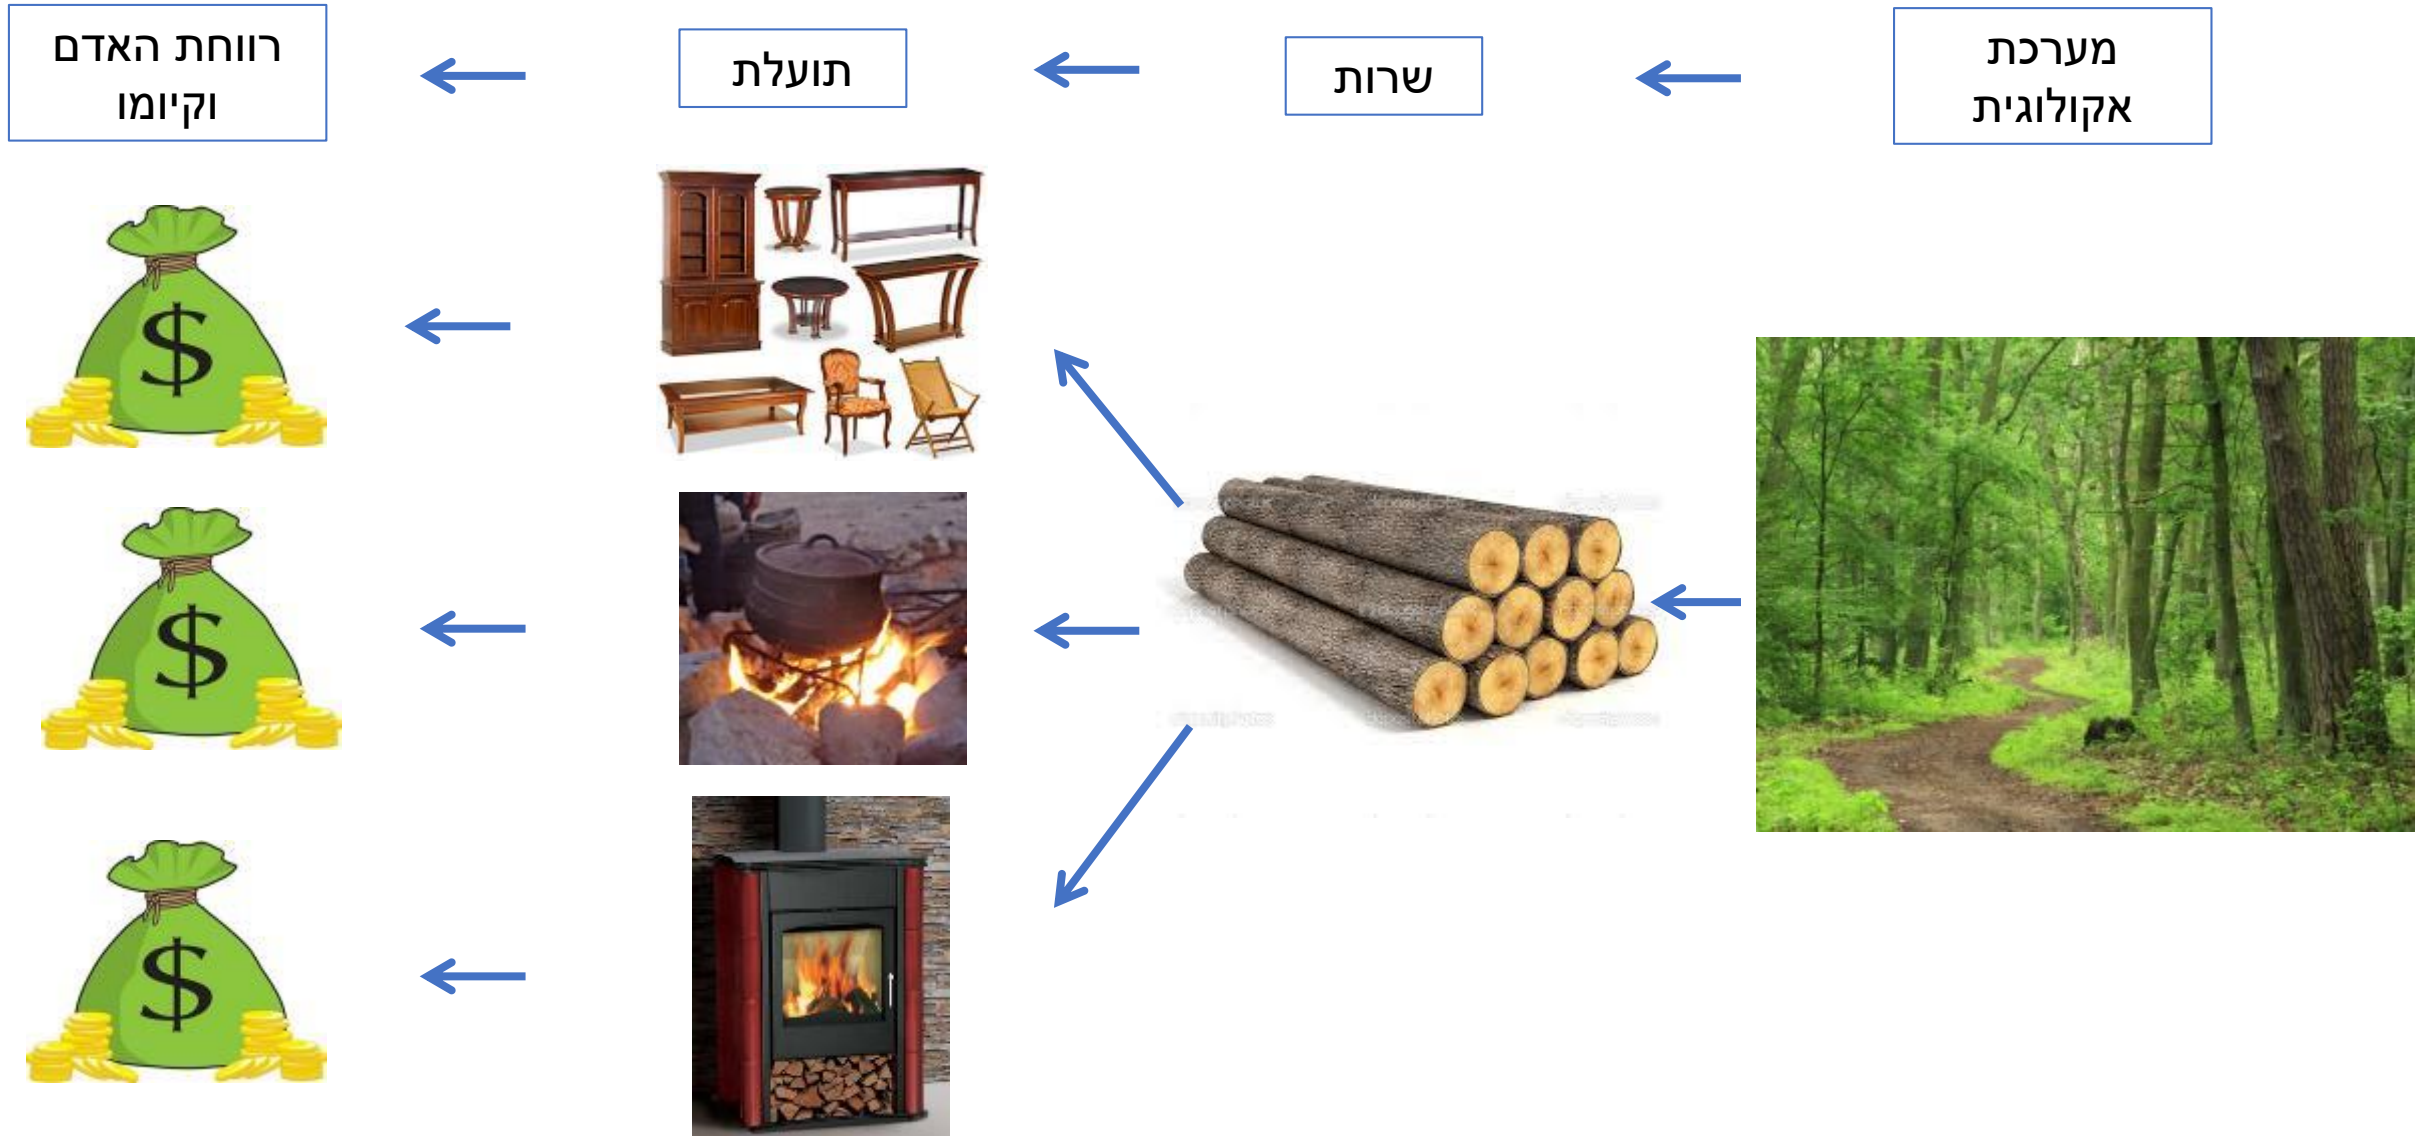 מערכת
אקולוגית
שרות
תועלת
רווחת האדם
וקיומו
$
$
$